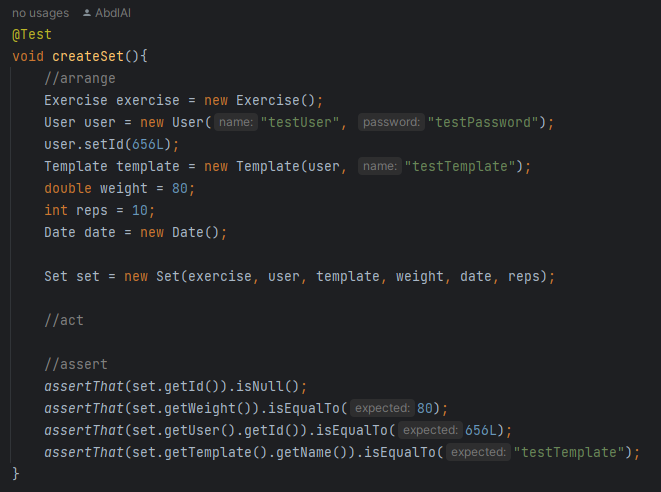 no usages AbdlAl
@Test
void createSet(){
//arrange
Exercise exercise = new Exercise();
User user = new User( name: "testUser", password: "testPassword");
user.setId(656L);
Template template = new Template(user, name: "testTemplate");
double weight = 80;
int reps = 10;
Date date = new Date();
Set set = new Set(exercise, user, template, weight, date, reps);
//act
//assert
assertThat(set.getId()).isNull();
assertThat(set.getWeight()).isEqualTo( expected: 80);
assertThat(set.getUser().getId()).isEqualTo( expected: 656L);
assertThat(set.getTemplate().getName()).isEqualTo( expected: "testTemplate");
}